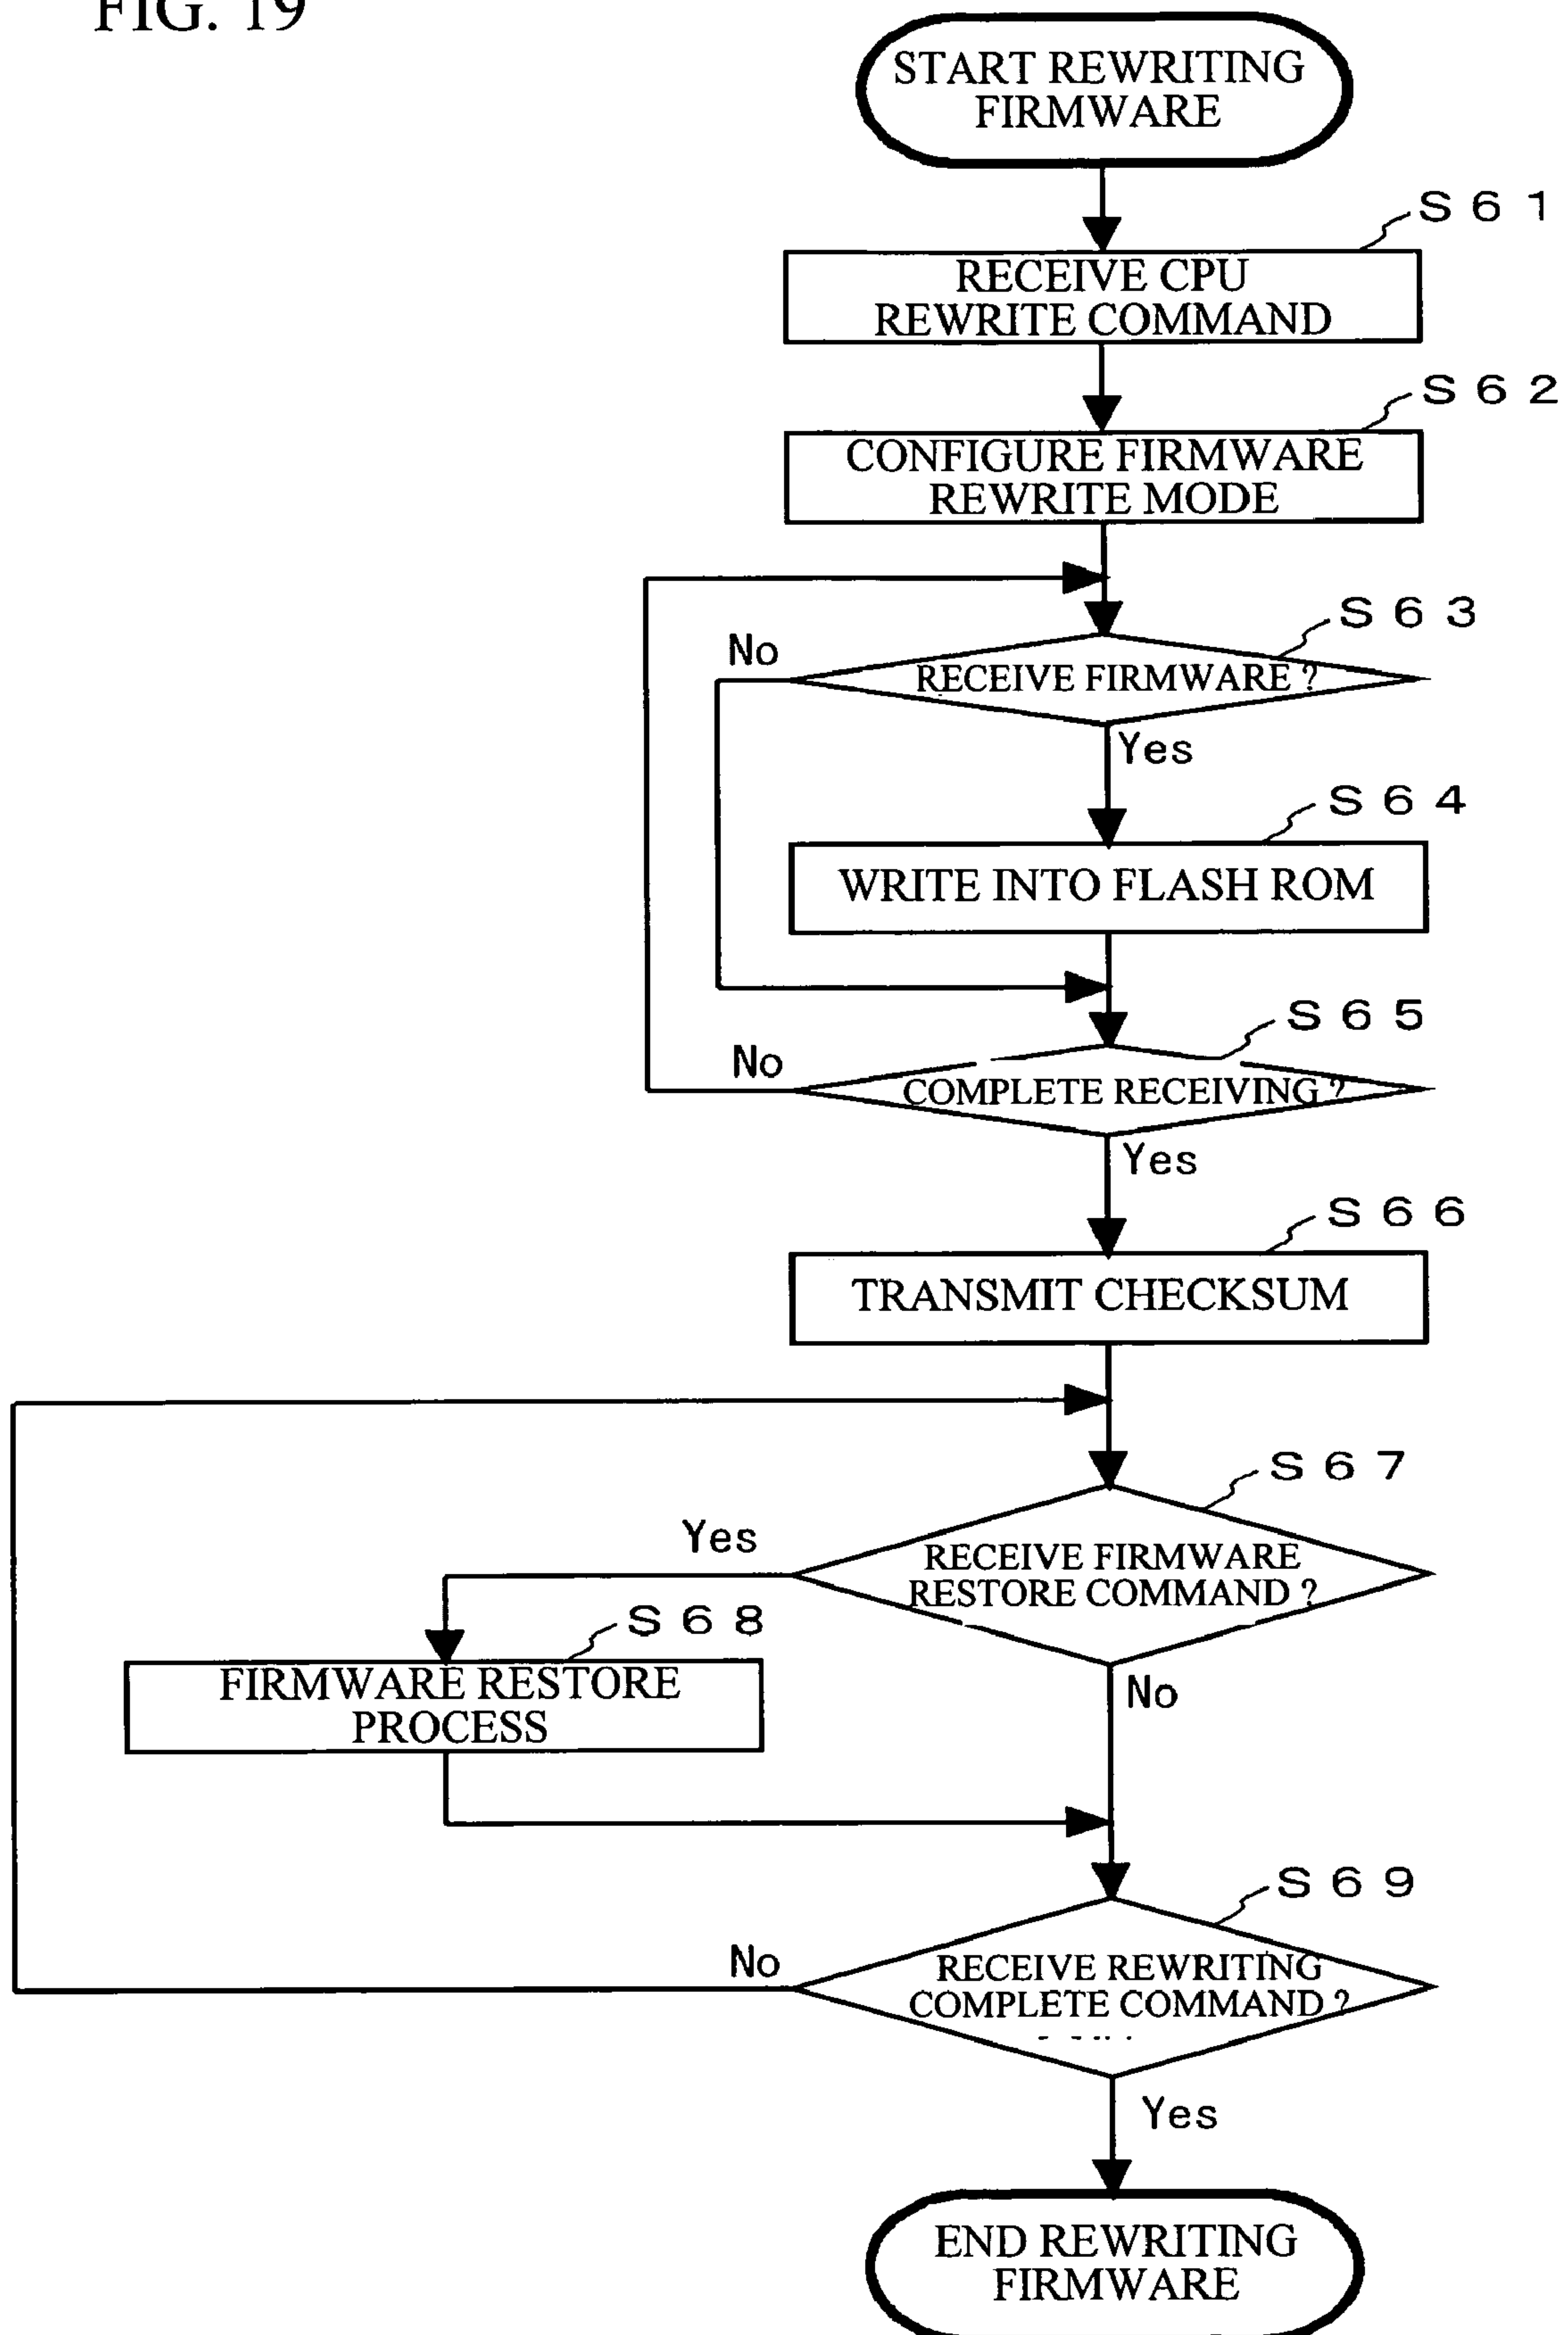 FIG. 19
START REWRITING
FIRMWARE
S61
RECEIVE CPU
REWRITE COMMAND
S62
CONFIGURE FIRMWARE
REWRITE MODE
S63
No
RECEIVE FIRMWARE ?
Yes
S64
WRITE INTO FLASH ROM
S65
No
COMPLETE RECEIVING ?
Yes
S66
TRANSMIT CHECKSUM
S67
Yes
RECEIVE FIRMWARE
RESTORE COMMAND ?
S68
FIRMWARE RESTORE
PROCESS
No
S69
No
RECEIVE REWRITING
COMPLETE COMMAND ?
Yes
END REWRITING
FIRMWARE